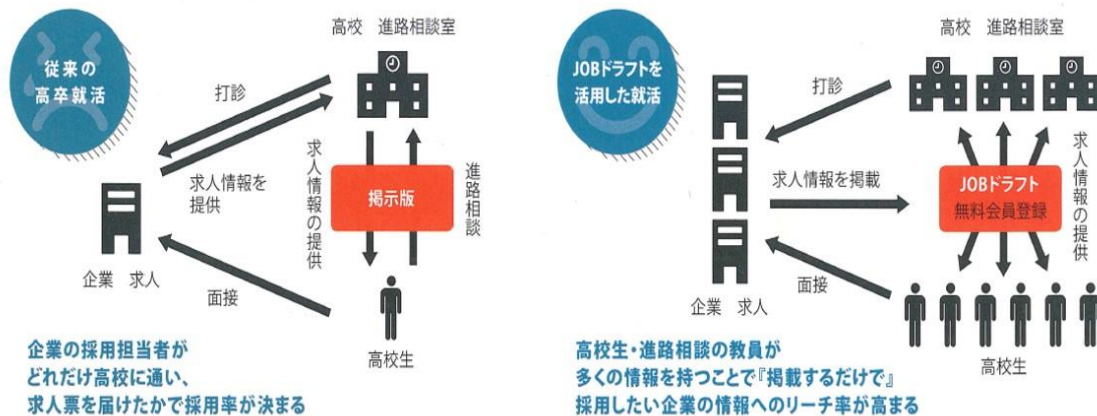 従来の
高卒就活
高校 進路相談室
打診
求人情報を
提供
求人情報の提供
掲示版
進路相談
企業 求人
面接
高校生
企業の採用担当者が
どれだけ高校に通い、
求人票を届けたかで採用率が決まる
JOBドラフトを
活用した就活
高校 進路相談室
打診
求人情報を掲載
JOBドラフト
無料会員登録
求人情報の提供
企業 求人
面接
高校生
高校生・進路相談の教員が
多くの情報を持つことで『掲載するだけで』
採用したい企業の情報へのリーチ率が高まる